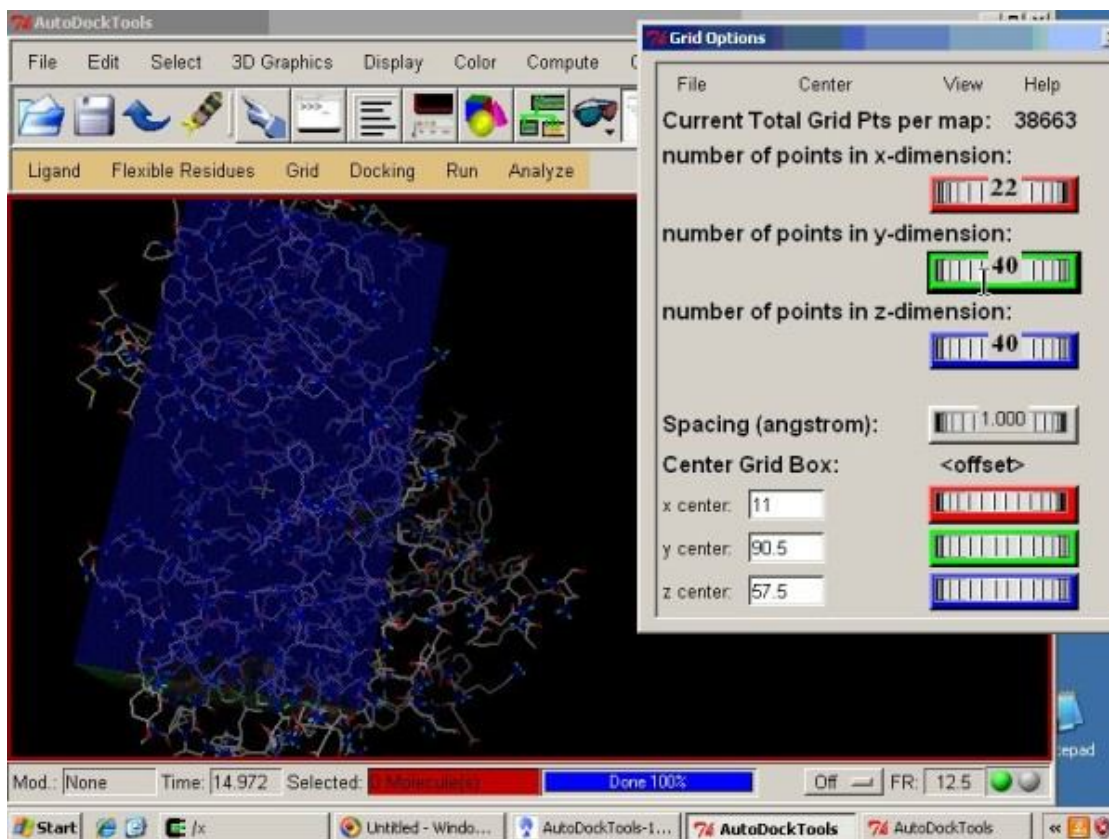 AutoDockTools
File Edit Select 3D Graphics Display Color Compute
Ligand Flexible Residues Grid Docking Run Analyze
Grid Options
File Center View Help
Current Total Grid Pts per map: 38663
number of points in x-dimension:
22
number of points in y-dimension:
40
number of points in z-dimension:
40
Spacing (angstrom): 1.000
Center Grid Box: <offset>
x center: 11
y center: 90.5
z center: 57.5
Mod.: None Time: 14.972 Selected: 0 Molecule(s) Done 100% Off FR: 12.5
Start /x Untitled - Windo... AutoDockTools-1... AutoDockTools AutoDockTools «